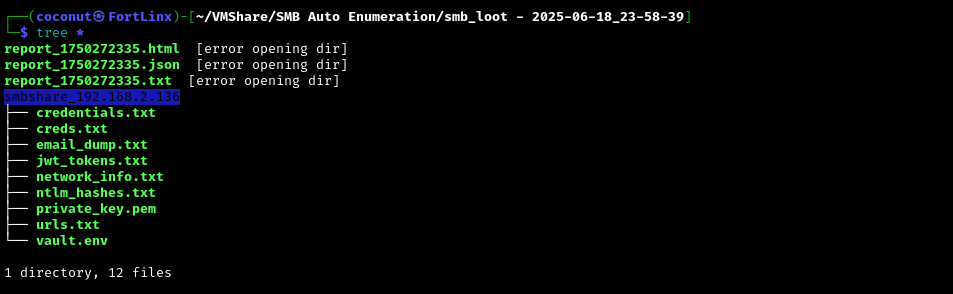 ┌──(coconut㉿FortLinx)-[~/VMShare/SMB Auto Enumeration/smb_loot - 2025-06-18_23-58-39]
└─$ tree *
report_1750272335.html  [error opening dir]
report_1750272335.json  [error opening dir]
report_1750272335.txt  [error opening dir]
smbshare_192.168.2.136
├── credentials.txt
├── creds.txt
├── email_dump.txt
├── jwt_tokens.txt
├── network_info.txt
├── ntlm_hashes.txt
├── private_key.pem
├── urls.txt
└── vault.env
1 directory, 12 files